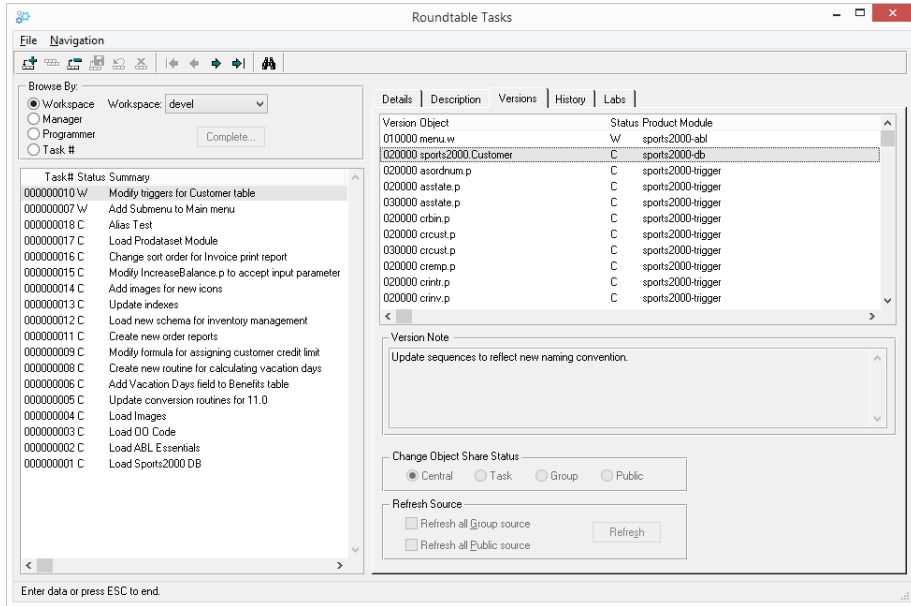 Roundtable Tasks
File Navigation
Browse By:
Workspace Workspace: devel
Manager
Programmer Complete...
Task #
Task# Status Summary
000000010 W Modify triggers for Customer table
000000007 W Add Submenu to Main menu
000000018 C Alias Test
000000017 C Load Prodataset Module
000000016 C Change sort order for Invoice print report
000000015 C Modify IncreaseBalance.p to accept input parameter
000000014 C Add images for new icons
000000013 C Update indexes
000000012 C Load new schema for inventory management
000000011 C Create new order reports
000000009 C Modify formula for assigning customer credit limit
000000008 C Create new routine for calculating vacation days
000000006 C Add Vacation Days field to Benefits table
000000005 C Update conversion routines for 11.0
000000004 C Load Images
000000003 C Load OO Code
000000002 C Load ABL Essentials
000000001 C Load Sports2000 DB
Details Description Versions History Labs
Version Object Status Product Module
010000 menu.w W sports2000-abl
020000 sports2000.Customer C sports2000-db
020000 asordnum.p C sports2000-trigger
020000 asstate.p C sports2000-trigger
030000 asstate.p C sports2000-trigger
020000 crbin.p C sports2000-trigger
020000 crcust.p C sports2000-trigger
030000 crcust.p C sports2000-trigger
020000 cremp.p C sports2000-trigger
020000 crintr.p C sports2000-trigger
020000 crinv.p C sports2000-trigger
Version Note
Update sequences to reflect new naming convention.
Change Object Share Status
Central Task Group Public
Refresh Source
Refresh all Group source
Refresh
Refresh all Public source
Enter data or press ESC to end.